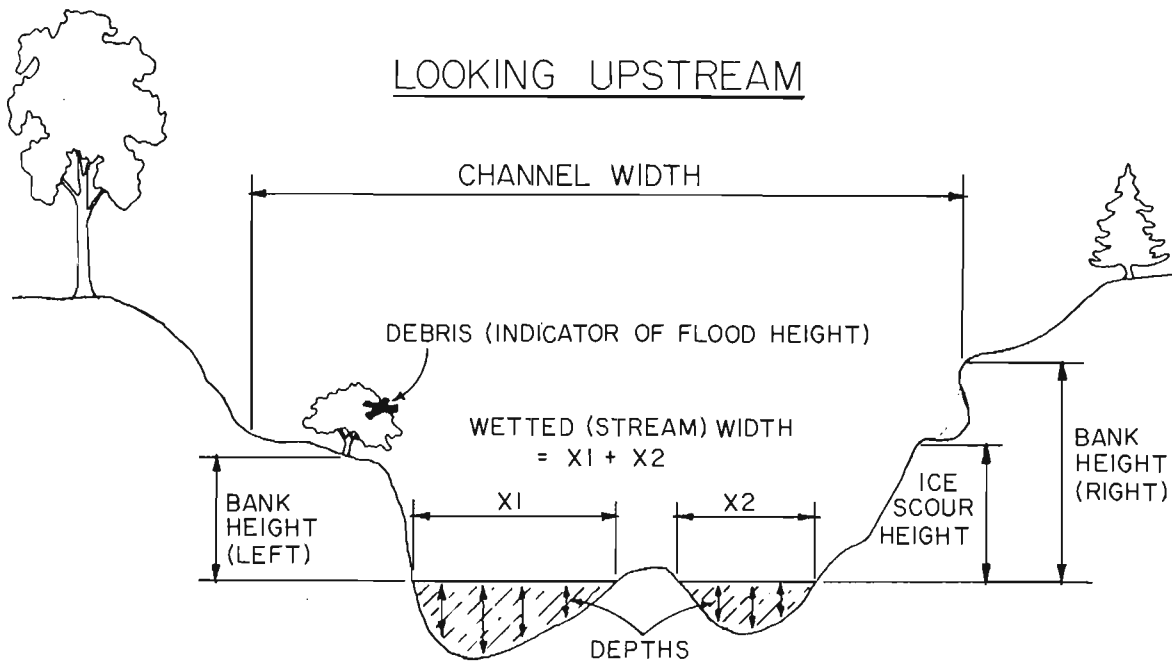 LOOKING UPSTREAM
CHANNEL WIDTH
DEBRIS (INDICATOR OF FLOOD HEIGHT)
WETTED (STREAM) WIDTH
= X1 + X2
BANK
HEIGHT
(LEFT)
X1
X2
ICE
SCOUR
HEIGHT
BANK
HEIGHT
(RIGHT)
DEPTHS